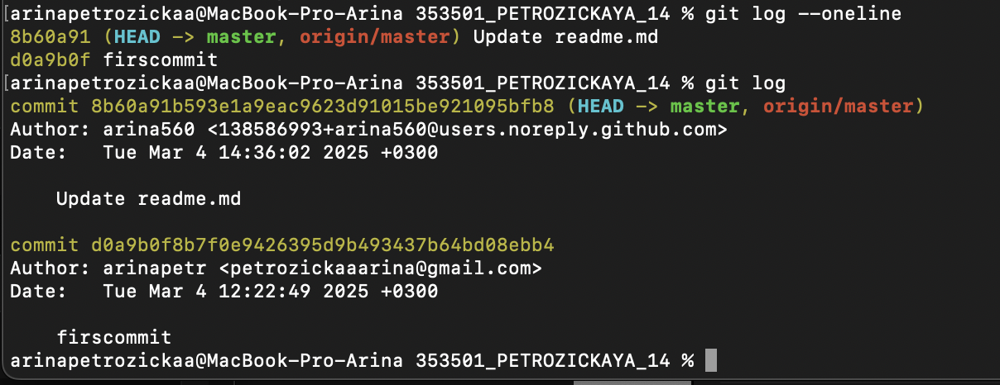 [arinapetrozickaa@MacBook-Pro-Arina 353501_PETROZICKAYA_14 % git log --oneline
8b60a91 (HEAD -> master, origin/master) Update readme.md
d0a9b0f firscommit
[arinapetrozickaa@MacBook-Pro-Arina 353501_PETROZICKAYA_14 % git log
commit 8b60a91b593e1a9eac9623d91015be921095bfb8 (HEAD -> master, origin/master)
Author: arina560 <138586993+arina560@users.noreply.github.com>
Date:   Tue Mar 4 14:36:02 2025 +0300

    Update readme.md

commit d0a9b0f8b7f0e9426395d9b493437b64bd08ebb4
Author: arinapetr <petrozickaaarina@gmail.com>
Date:   Tue Mar 4 12:22:49 2025 +0300

    firscommit
arinapetrozickaa@MacBook-Pro-Arina 353501_PETROZICKAYA_14 %